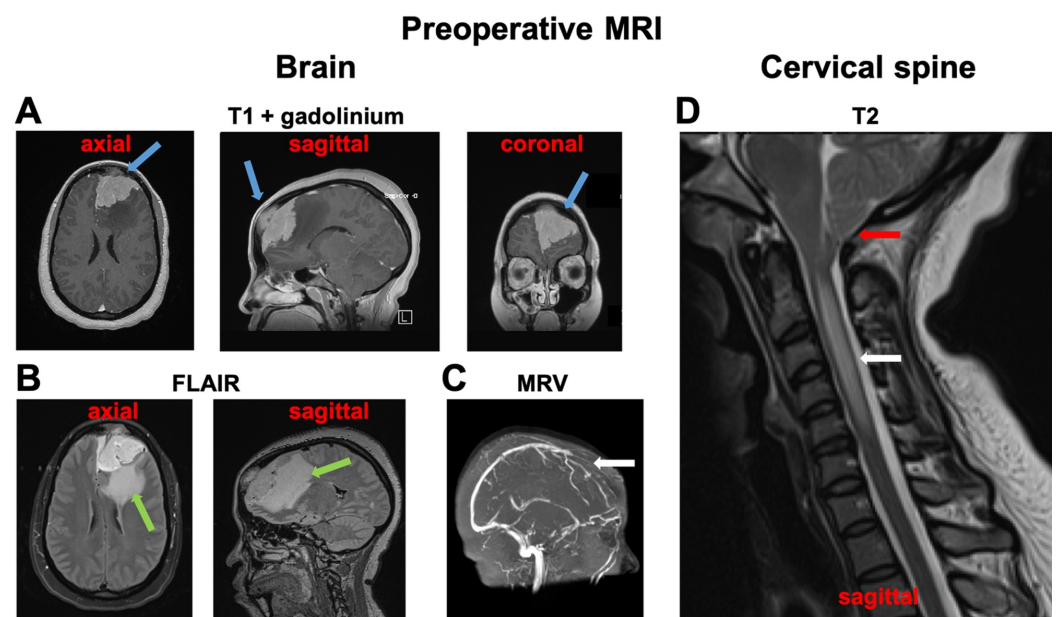 Preoperative MRI
Brain
Cervical spine
A
T1 + gadolinium
axial
sagittal
coronal
L
B
FLAIR
axial
sagittal
C
MRV
D
T2
sagittal